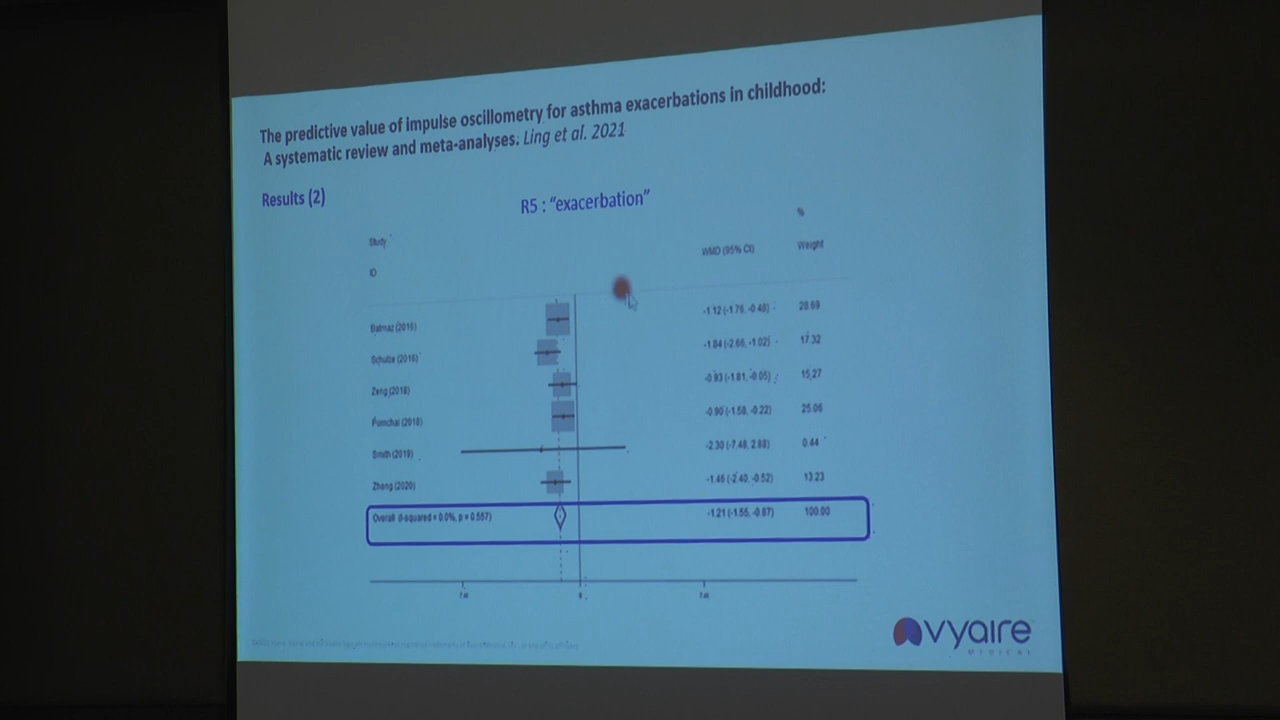 The predictive value of impulse oscillometry for asthma exacerbations in childhood:
A systematic review and meta-analyses. Ling et al. 2021
Results (2)
R5 : “exacerbation”
%
Study
WMD (95% CI)
Weight
ID
-1.12 (-1.76, -0.48)
28.69
(2016)
-1.84 (-2.66, -1.02)
17.32
Schulze (2016)
-0.93 (-1.81, -0.05)
15.27
Zeng (2018)
-0.90 (-1.58, -0.22)
25.06
Pornchai (2018)
-2.30 (-7.48, 2.88)
0.44
Smith (2019)
-1.46 (-2.40, -0.52)
13.23
Zheng (2020)
Overall (I-squared = 0.0%, p = 0.557)
-1.21 (-1.55, -0.87)
100.00
0
vyaire
MEDICAL